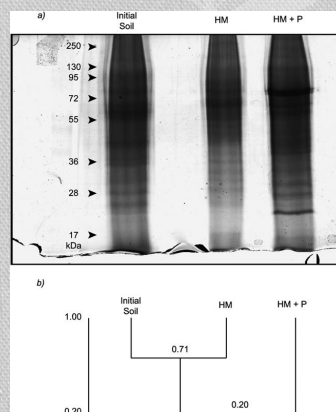 a)
Initial
Soil
HM
HM + P
250
130
95
72
55
36
28
17
kDa
b)
Initial
Soil
HM
HM + P
1.00
0.71
0.20
0.20